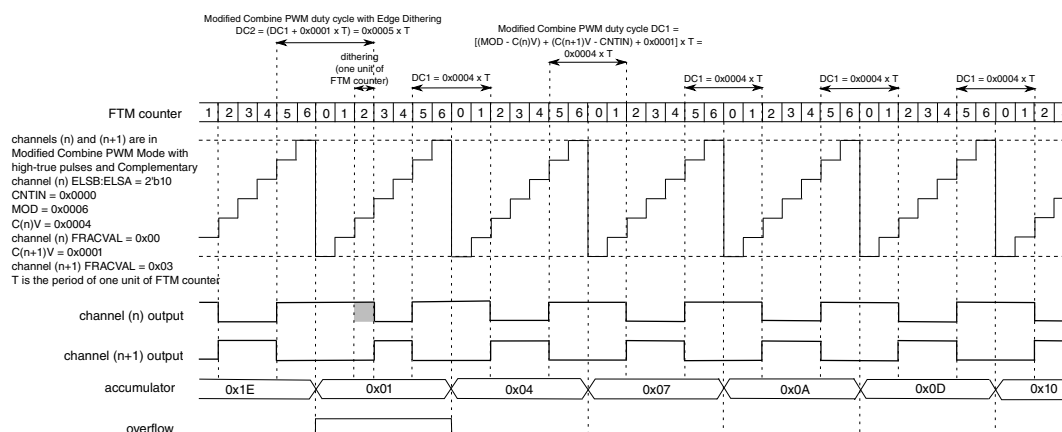 Modified Combine PWM duty cycle with Edge Dithering
DC2 = (DC1 + 0x0001 x T) = 0x0005 x T
Modified Combine PWM duty cycle DC1 =
[(MOD - C(n)V) + (C(n+1)V - CNTIN) + 0x0001] x T =
0x0004 x T
dithering
(one unit of
FTM counter)
DC1 = 0x0004 x T
DC1 = 0x0004 x T
DC1 = 0x0004 x T
DC1 = 0x0004 x T
FTM counter
1 2 3 4 5 6 0 1 2 3 4 5 6 0 1 2 3 4 5 6 0 1 2 3 4 5 6 0 1 2 3 4 5 6 0 1 2 3 4 5 6 0 1 2
channels (n) and (n+1) are in
Modified Combine PWM Mode with
high-true pulses and Complementary
channel (n) ELSB:ELSA = 2'b10
CNTIN = 0x0000
MOD = 0x0006
C(n)V = 0x0004
channel (n) FRACVAL = 0x00
C(n+1)V = 0x0001
channel (n+1) FRACVAL = 0x03
T is the period of one unit of FTM counter
channel (n) output
channel (n+1) output
accumulator
0x1E 0x01 0x04 0x07 0x0A 0x0D 0x10
overflow